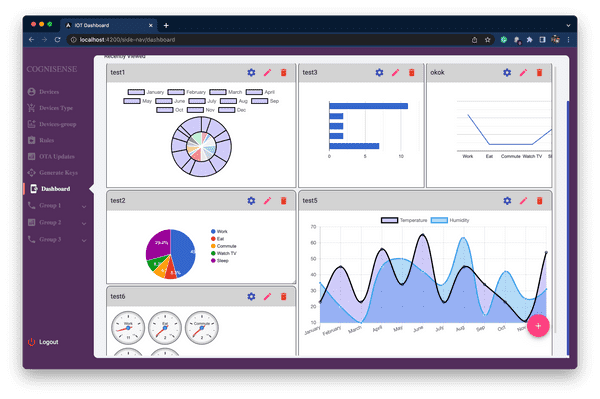 IOT Dashboard
localhost:4200/side-nav/dashboard
COGNISENSE
Devices
Devices Type
Devices-group
Rules
OTA Updates
Generate Keys
Dashboard
Group 1
Group 2
Group 3
Logout
Recently Viewed
test1
January February March April
May June July Aug Sep
Oct Nov Dec
test3
0 5 10
okok
Work Eat Commute Watch TV
test2
Work
Eat
Commute
Watch TV
Sleep
test5
Temperature Humidity
70
60
50
40
30
20
10
January February March April May June July Aug Sep Oct Nov
test6
Work Eat Commute
11 2 2